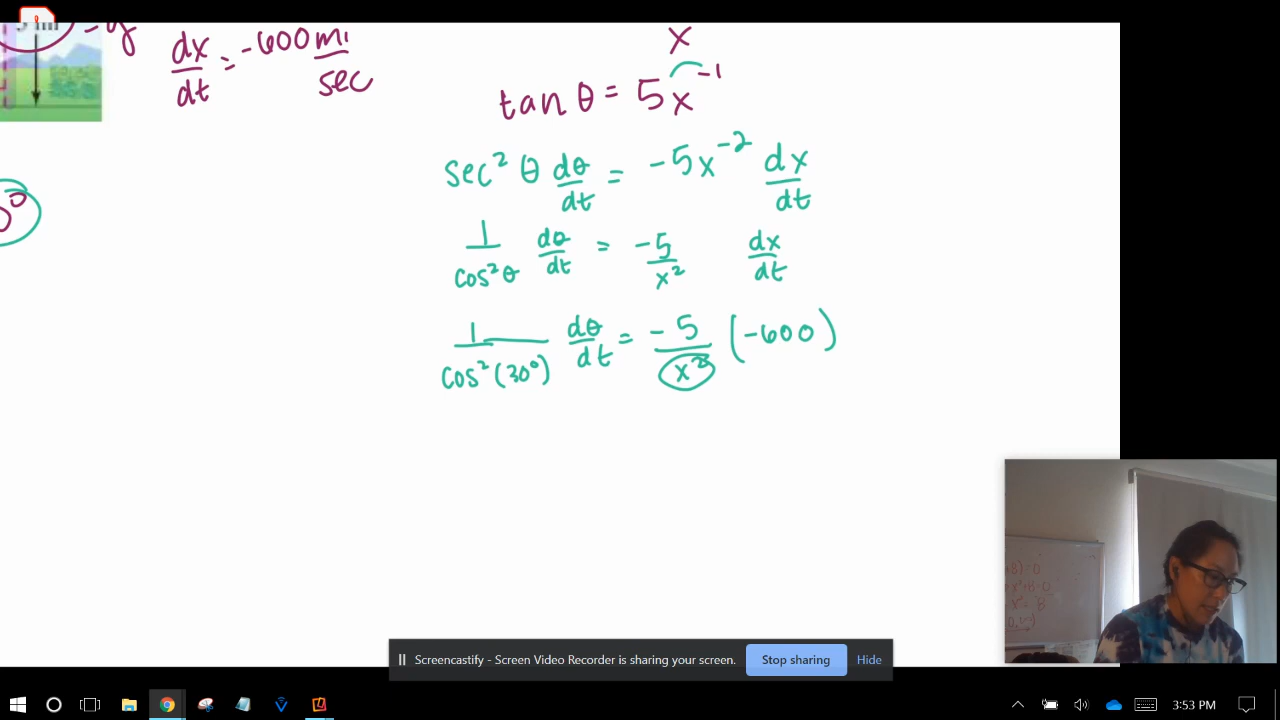 = y
dx/dt = -600 mi/sec
x
tan θ = 5x⁻¹
sec² θ dθ/dt = -5x⁻² dx/dt
1/cos²θ dθ/dt = -5/x² dx/dt
1/cos²(30°) dθ/dt = -5/x² (-600)
Screencastify - Screen Video Recorder is sharing your screen. Stop sharing Hide
3:53 PM